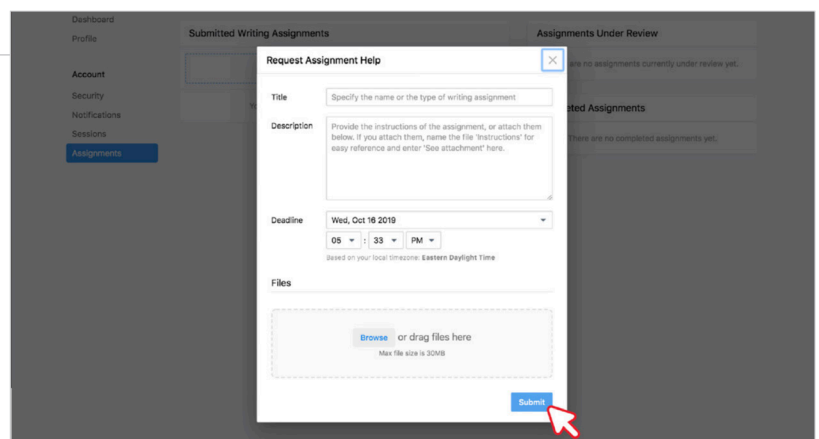 Dashboard
Profile
Account
Security
Notifications
Sessions
Assignments
Submitted Writing Assignments
Assignments Under Review
are no assignments currently under review yet.
eted Assignments
There are no completed assignments yet.
Request Assignment Help
Title
Specify the name or the type of writing assignment
Description
Provide the instructions of the assignment, or attach them
below. If you attach them, name the file 'Instructions' for
easy reference and enter 'See attachment' here.
Deadline
Wed, Oct 16 2019
05 : 33 PM
Based on your local timezone: Eastern Daylight Time
Files
Browse or drag files here
Max file size is 30MB
Submit